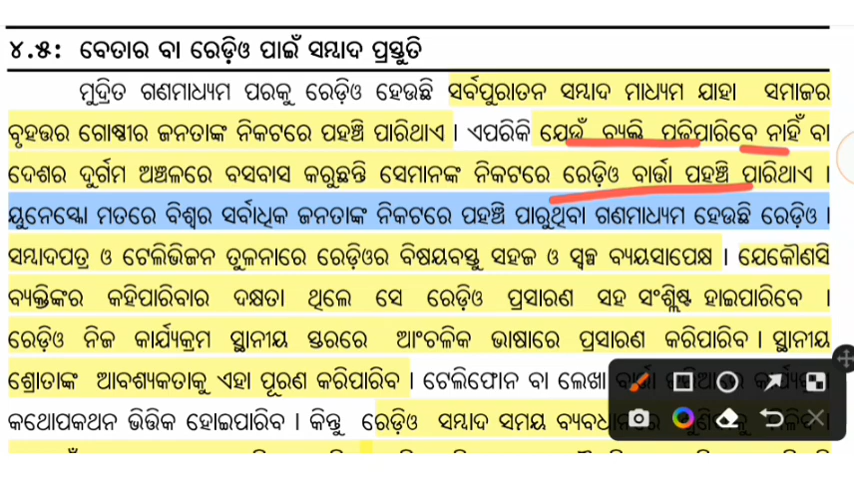 ୪.୫: ବେତାର ବା ରେଡ଼ିଓ ପାଇଁ ସମ୍ବାଦ ପ୍ରସ୍ତୁତି
ମୁଦ୍ରିତ ଗଣମାଧ୍ୟମ ପରକୁ ରେଡ଼ିଓ ହେଉଛି ସର୍ବପୁରାତନ ସମ୍ବାଦ ମାଧ୍ୟମ ଯାହା ସମାଜର
ବୃହତ୍ତର ଗୋଷ୍ଠୀର ଜନତାଙ୍କ ନିକଟରେ ପହଞ୍ଚି ପାରିଥାଏ । ଏପରିକି ଯେଉଁ ବ୍ୟକ୍ତି ପଢିପାରିବେ ନାହିଁ ବା
ଦେଶର ଦୁର୍ଗମ ଅଞ୍ଚଳରେ ବସବାସ କରୁଛନ୍ତି ସେମାନଙ୍କ ନିକଟରେ ରେଡ଼ିଓ ବାର୍ତ୍ତା ପହଞ୍ଚି ପାରିଥାଏ ।
ୟୁନେସ୍କୋ ମତରେ ବିଶ୍ୱର ସର୍ବାଧିକ ଜନତାଙ୍କ ନିକଟରେ ପହଞ୍ଚି ପାରୁଥିବା ଗଣମାଧ୍ୟମ ହେଉଛି ରେଡ଼ିଓ ।
ସମ୍ବାଦପତ୍ର ଓ ଟେଲିଭିଜନ ତୁଳନାରେ ରେଡ଼ିଓର ବିଷୟବସ୍ତୁ ସହଜ ଓ ସ୍ୱଳ୍ପ ବ୍ୟୟସାପେକ୍ଷ । ଯେକୌଣସି
ବ୍ୟକ୍ତିଙ୍କର କହିପାରିବାର ଦକ୍ଷତା ଥିଲେ ସେ ରେଡ଼ିଓ ପ୍ରସାରଣ ସହ ସଂଶ୍ଳିଷ୍ଟ ହାଇପାରିବେ ।
ରେଡ଼ିଓ ନିଜ କାର୍ଯ୍ୟକ୍ରମ ସ୍ଥାନୀୟ ସ୍ତରରେ ଆଂଚଳିକ ଭାଷାରେ ପ୍ରସାରଣ କରିପାରିବ । ସ୍ଥାନୀୟ
ଶ୍ରୋତାଙ୍କ ଆବଶ୍ୟକତାକୁ ଏହା ପୂରଣ କରିପାରିବ । ଟେଲିଫୋନ ବା ଲେଖା ବାର୍ତ୍ତା
କଥୋପକଥନ ଭିତ୍ତିକ ହୋଇପାରିବ । କିନ୍ତୁ ରେଡ଼ିଓ ସମ୍ବାଦ ସମୟ